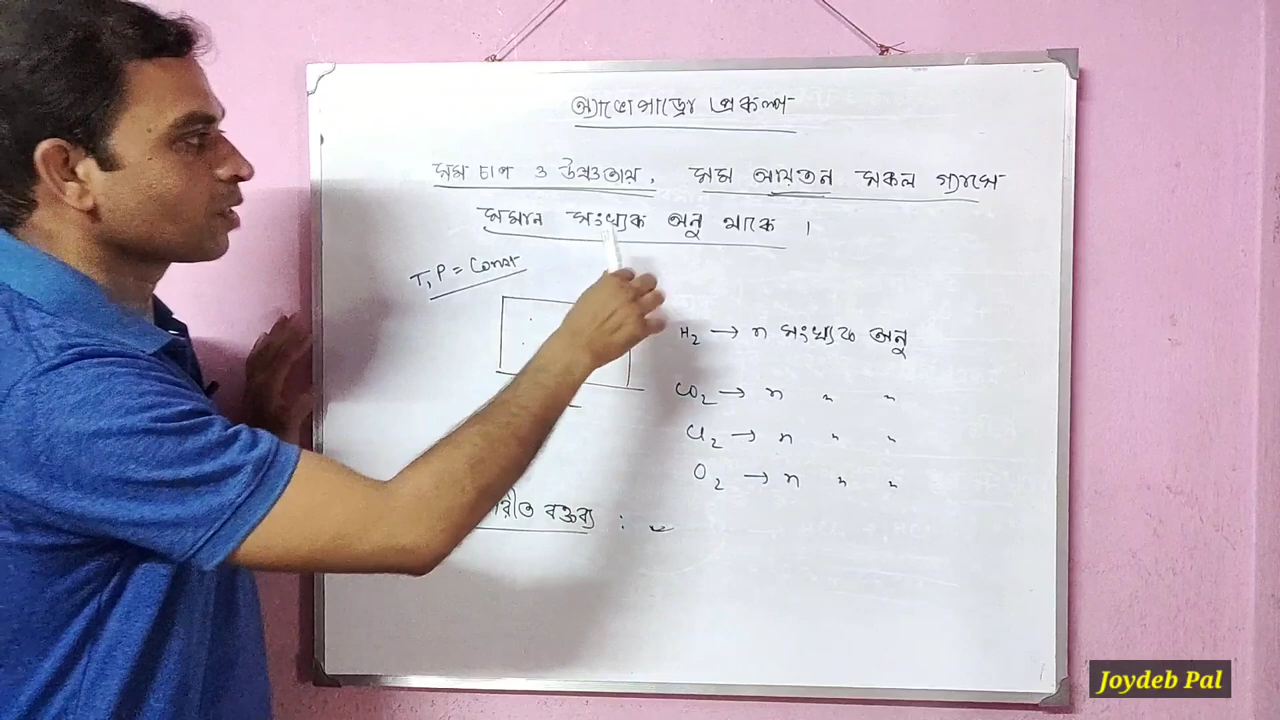 অ্যাভোগাড্রো প্রকল্প
সম চাপ ও উষ্ণতায়, সম আয়তন সকল গ্যাসে
সমান সংখ্যক অনু থাকে ।
T, P = Const
H₂ → n সংখ্যক অনু
CO₂ → n " "
Cl₂ → n " "
O₂ → n " "
বক্তব্য :
Joydeb Pal